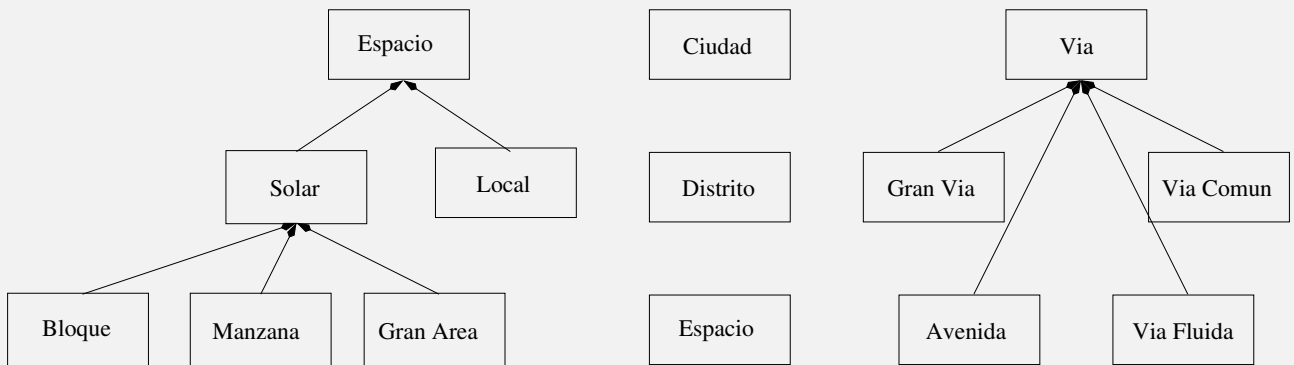 Espacio
Ciudad
Via
Solar
Local
Distrito
Gran Via
Via Comun
Bloque
Manzana
Gran Area
Espacio
Avenida
Via Fluida